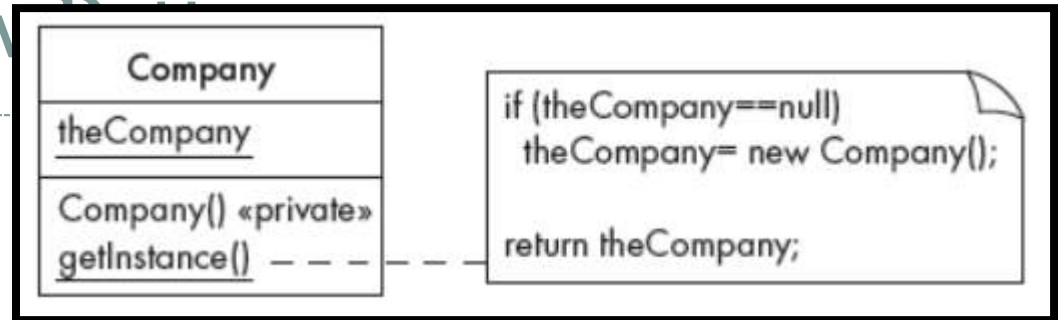 Company
theCompany
Company() «private»
getInstance()
if (theCompany==null)
theCompany= new Company();
return theCompany;